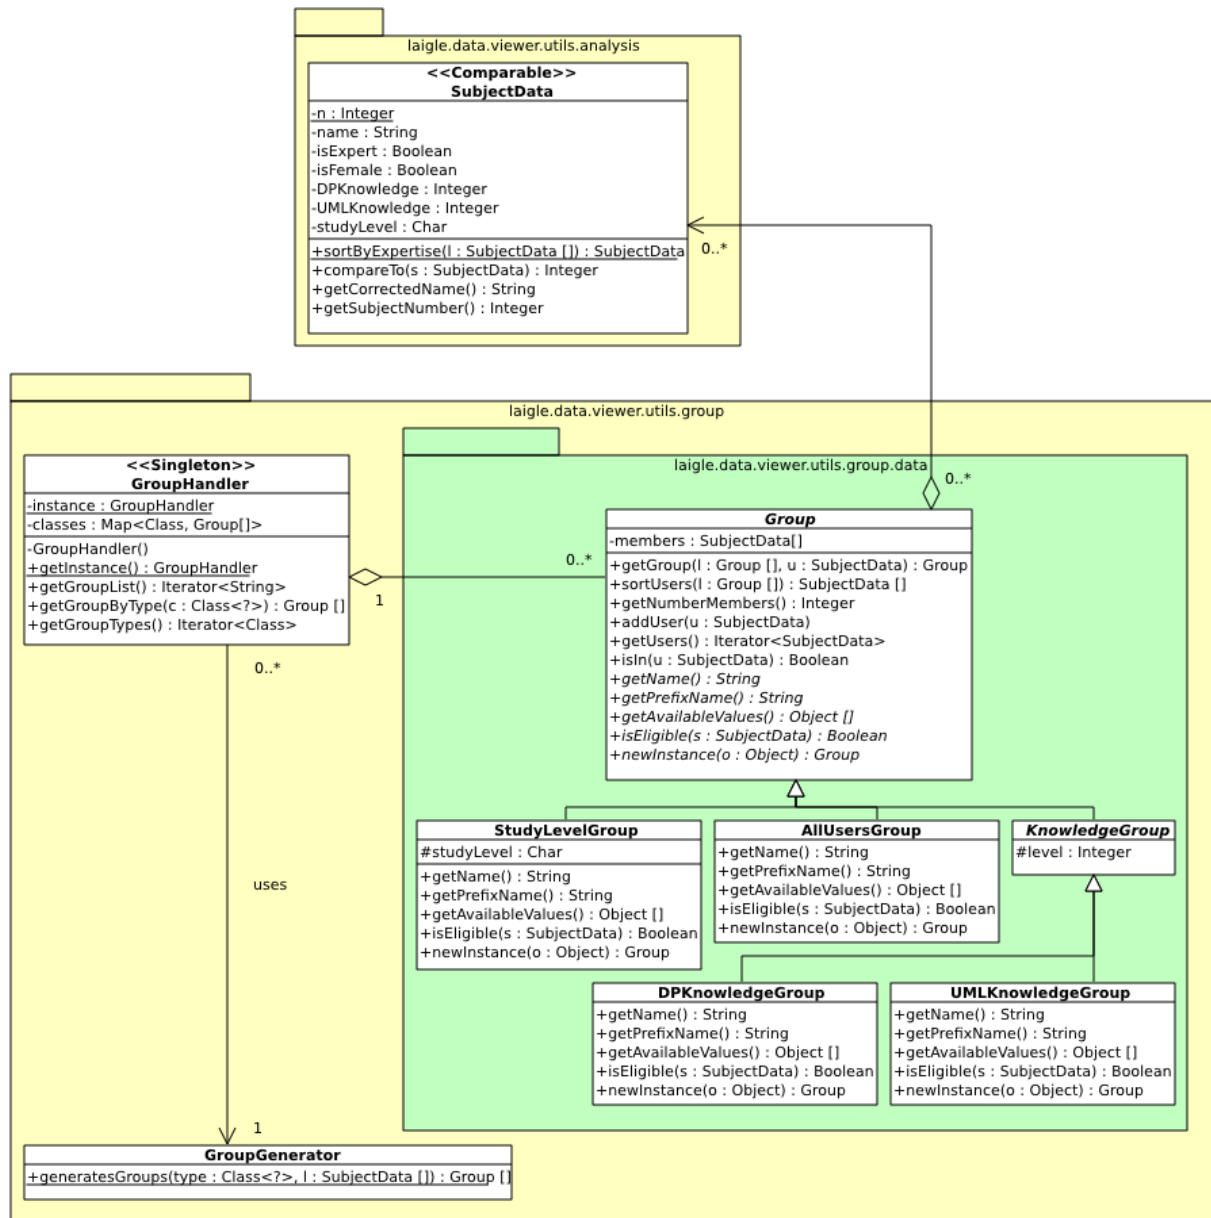 laigle.data.viewer.utils.analysis
<<Comparable>>
SubjectData
-n : Integer
-name : String
-isExpert : Boolean
-isFemale : Boolean
-DPKnowledge : Integer
-UMLKnowledge : Integer
-studyLevel : Char
+sortByExpertise(l : SubjectData []) : SubjectData
+compareTo(s : SubjectData) : Integer
+getCorrectedName() : String
+getSubjectNumber() : Integer
0..*
laigle.data.viewer.utils.group
<<Singleton>>
GroupHandler
-instance : GroupHandler
-classes : Map<Class, Group[]>
-GroupHandler()
+getInstance() : GroupHandler
+getGroupList() : Iterator<String>
+getGroupByType(c : Class<?>) : Group []
+getGroupTypes() : Iterator<Class>
0..*
1
0..*
laigle.data.viewer.utils.group.data
0..*
Group
-members : SubjectData[]
+getGroup(l : Group [], u : SubjectData) : Group
+sortUsers(l : Group []) : SubjectData []
+getNumberMembers() : Integer
+addUser(u : SubjectData)
+getUsers() : Iterator<SubjectData>
+isIn(u : SubjectData) : Boolean
+getName() : String
+getPrefixName() : String
+getAvailableValues() : Object []
+isEligible(s : SubjectData) : Boolean
+newInstance(o : Object) : Group
StudyLevelGroup
#studyLevel : Char
+getName() : String
+getPrefixName() : String
+getAvailableValues() : Object []
+isEligible(s : SubjectData) : Boolean
+newInstance(o : Object) : Group
AllUsersGroup
+getName() : String
+getPrefixName() : String
+getAvailableValues() : Object []
+isEligible(s : SubjectData) : Boolean
+newInstance(o : Object) : Group
KnowledgeGroup
#level : Integer
uses
DPKnowledgeGroup
+getName() : String
+getPrefixName() : String
+getAvailableValues() : Object []
+isEligible(s : SubjectData) : Boolean
+newInstance(o : Object) : Group
UMLKnowledgeGroup
+getName() : String
+getPrefixName() : String
+getAvailableValues() : Object []
+isEligible(s : SubjectData) : Boolean
+newInstance(o : Object) : Group
1
GroupGenerator
+generatesGroups(type : Class<?>, l : SubjectData []) : Group []